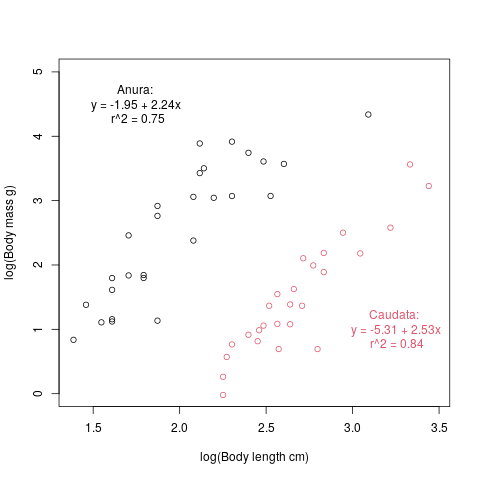 Anura:
y = -1.95 + 2.24x
r^2 = 0.75
Caudata:
y = -5.31 + 2.53x
r^2 = 0.84
log(Body mass g)
5
4
3
2
1
0
1.5 2.0 2.5 3.0 3.5
log(Body length cm)